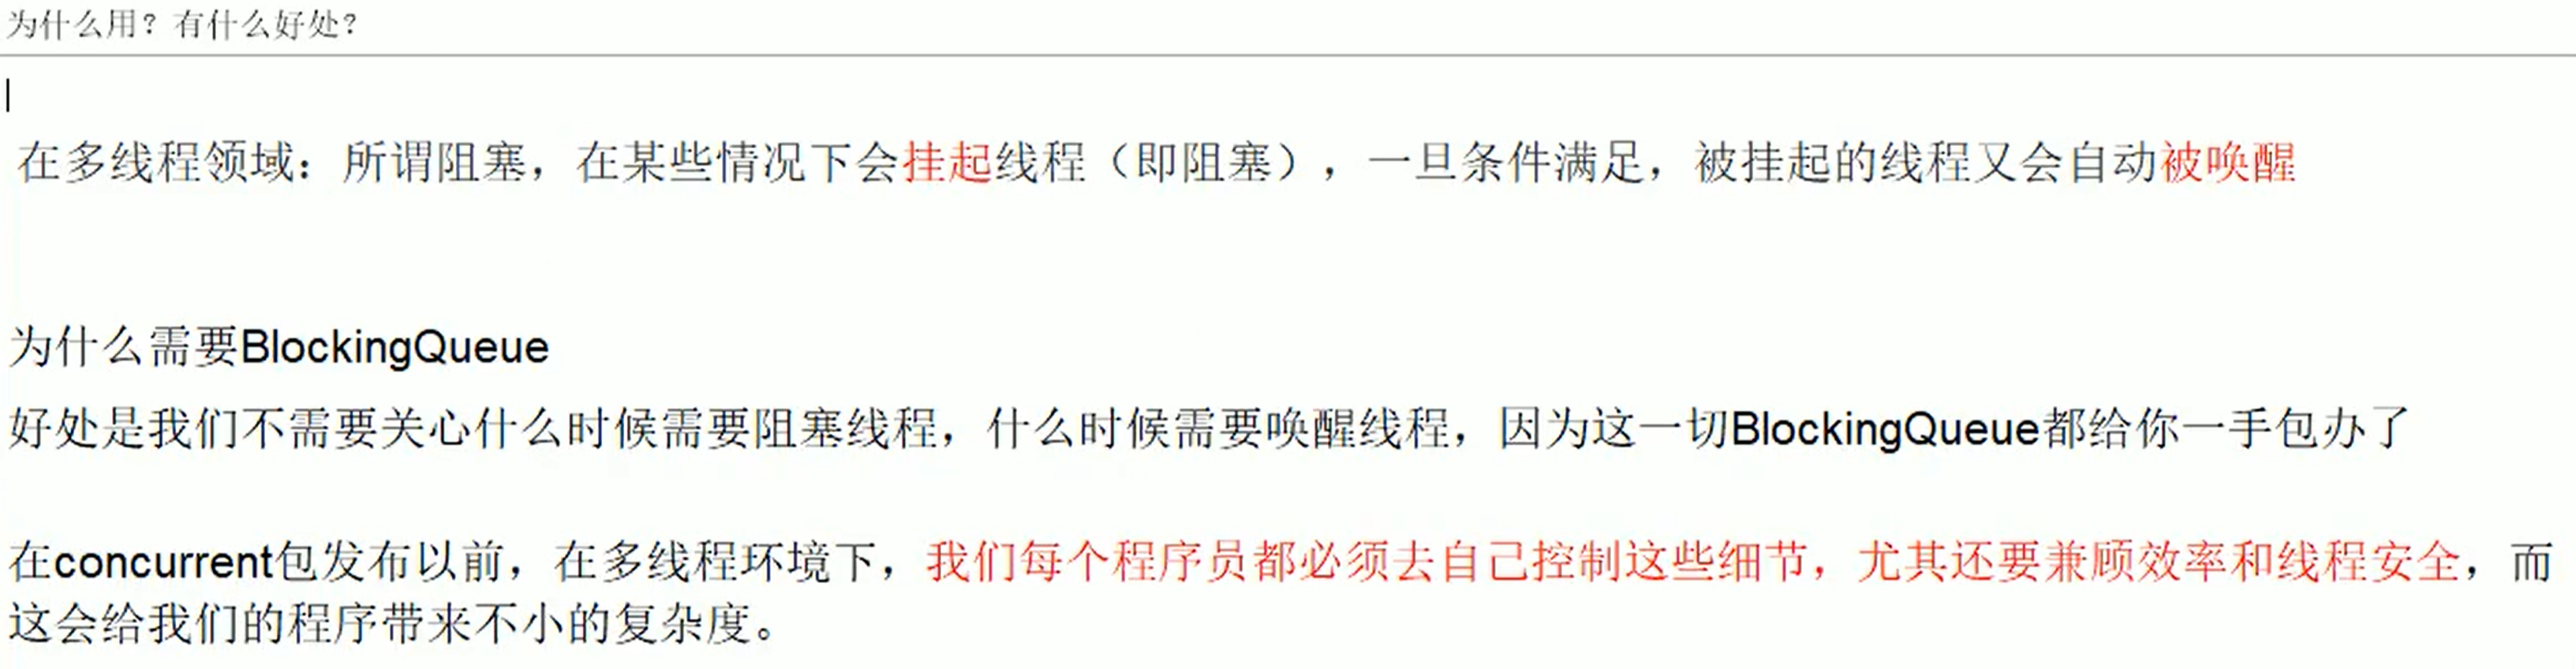 为什么用？有什么好处？
在多线程领域：所谓阻塞，在某些情况下会挂起线程（即阻塞），一旦条件满足，被挂起的线程又会自动被唤醒
为什么需要BlockingQueue
好处是我们不需要关心什么时候需要阻塞线程，什么时候需要唤醒线程，因为这一切BlockingQueue都给你一手包办了
在concurrent包发布以前，在多线程环境下，我们每个程序员都必须去自己控制这些细节，尤其还要兼顾效率和线程安全，而
这会给我们的程序带来不小的复杂度。